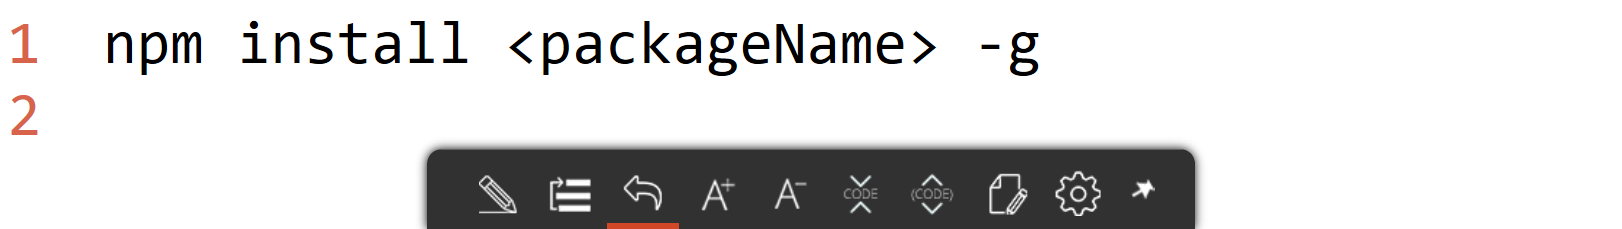 1 npm install <packageName> -g
2
A+ A- CODE (CODE)